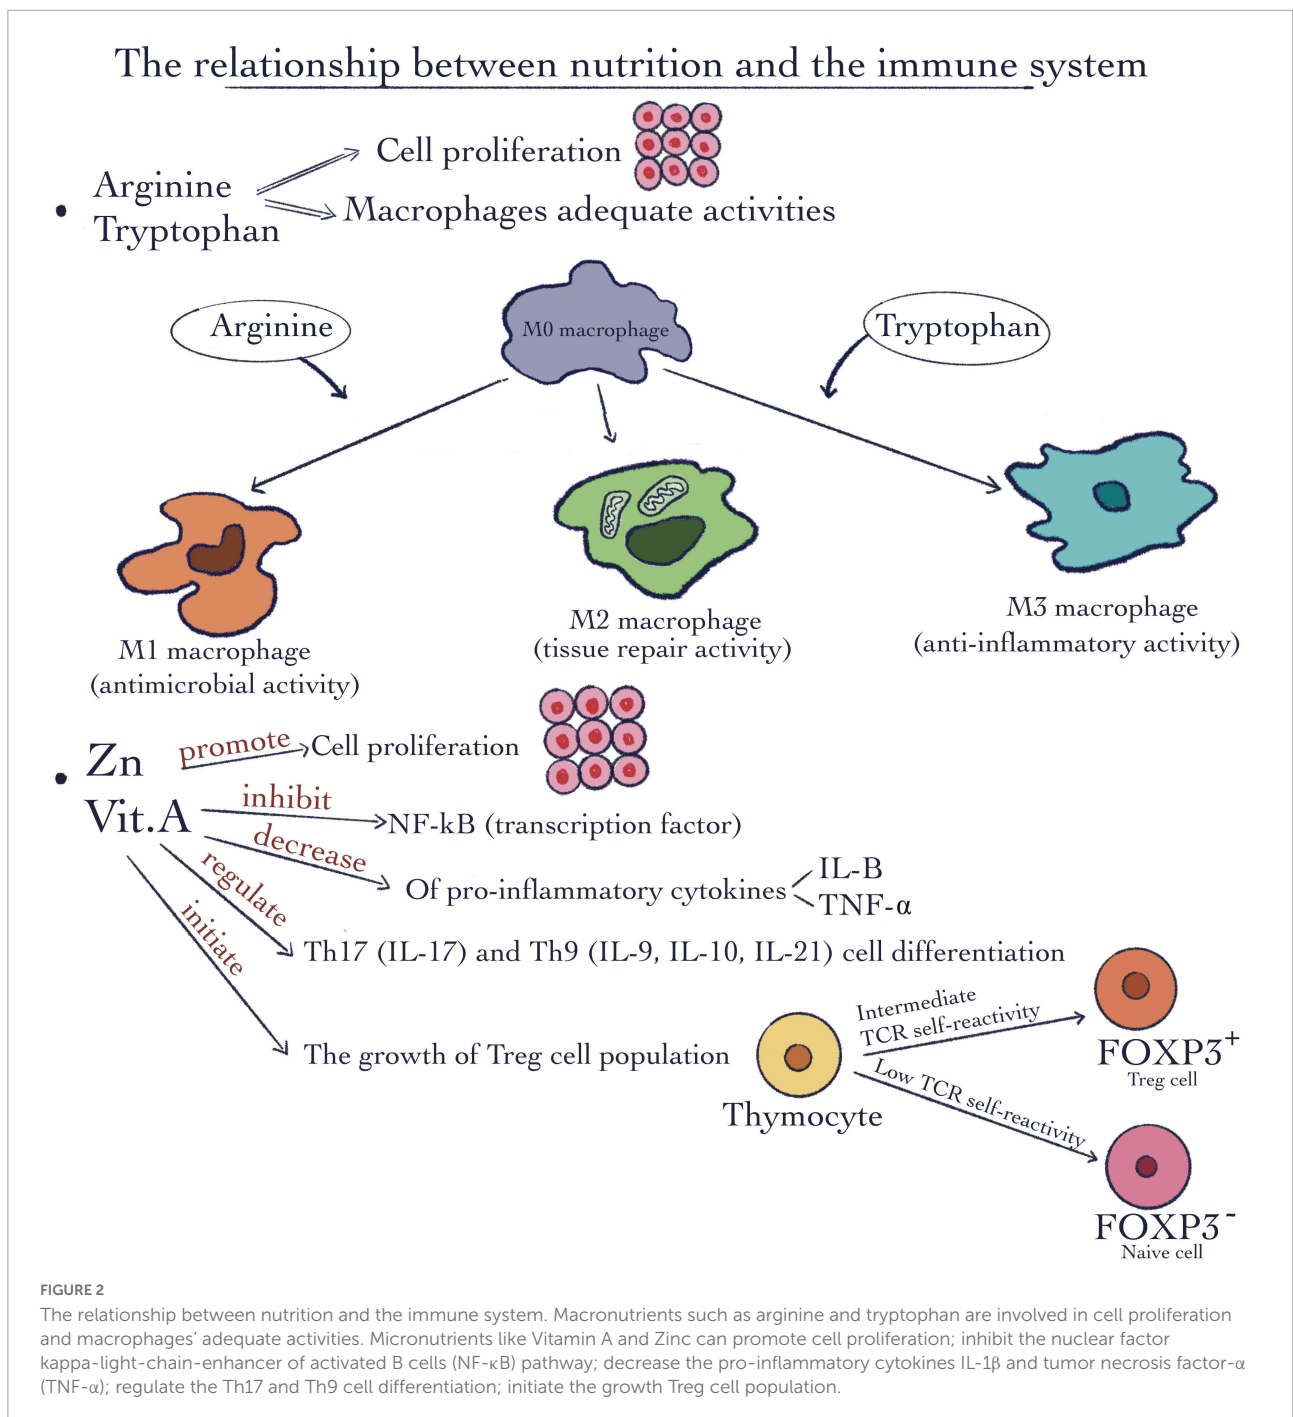 The relationship between nutrition and the immune system
Cell proliferation
Arginine
Tryptophan
Macrophages adequate activities
Arginine
M0 macrophage
Tryptophan
M1 macrophage
(antimicrobial activity)
M2 macrophage
(tissue repair activity)
M3 macrophage
(anti-inflammatory activity)
Zn
Vit.A
promote
Cell proliferation
inhibit
NF-kB (transcription factor)
decrease
Of pro-inflammatory cytokines
IL-B
TNF-α
regulate
Th17 (IL-17) and Th9 (IL-9, IL-10, IL-21) cell differentiation
initiate
The growth of Treg cell population
Thymocyte
Intermediate
TCR self-reactivity
FOXP3+
Treg cell
Low TCR self-reactivity
FOXP3-
Naive cell
FIGURE 2
The relationship between nutrition and the immune system. Macronutrients such as arginine and tryptophan are involved in cell proliferation
and macrophages' adequate activities. Micronutrients like Vitamin A and Zinc can promote cell proliferation; inhibit the nuclear factor
kappa-light-chain-enhancer of activated B cells (NF-κB) pathway; decrease the pro-inflammatory cytokines IL-1β and tumor necrosis factor-α
(TNF-α); regulate the Th17 and Th9 cell differentiation; initiate the growth Treg cell population.